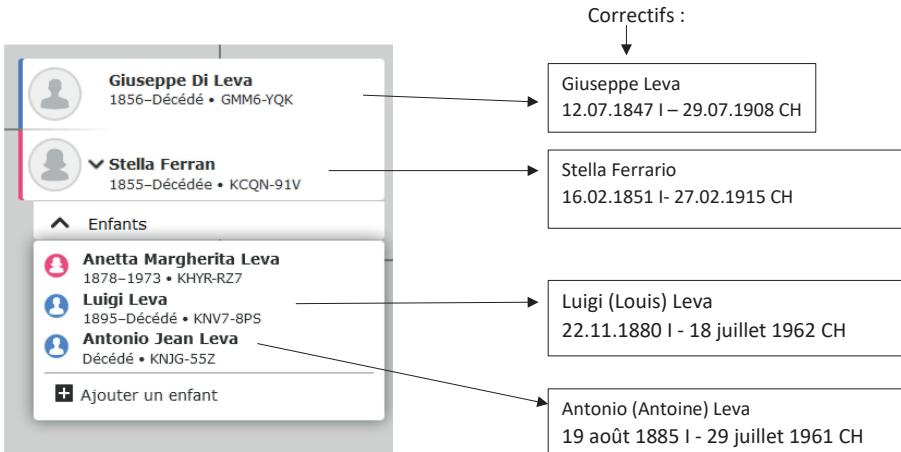 Correctifs :
Giuseppe Di Leva
1856–Décédé • GMM6-YQK
Stella Ferran
1855–Décédée • KCQN-91V
Enfants
Anetta Margherita Leva
1878–1973 • KHYR-RZ7
Luigi Leva
1895–Décédé • KNV7-8PS
Antonio Jean Leva
Décédé • KNJG-55Z
Ajouter un enfant
Giuseppe Leva
12.07.1847 I – 29.07.1908 CH
Stella Ferrario
16.02.1851 I- 27.02.1915 CH
Luigi (Louis) Leva
22.11.1880 I - 18 juillet 1962 CH
Antonio (Antoine) Leva
19 août 1885 I - 29 juillet 1961 CH